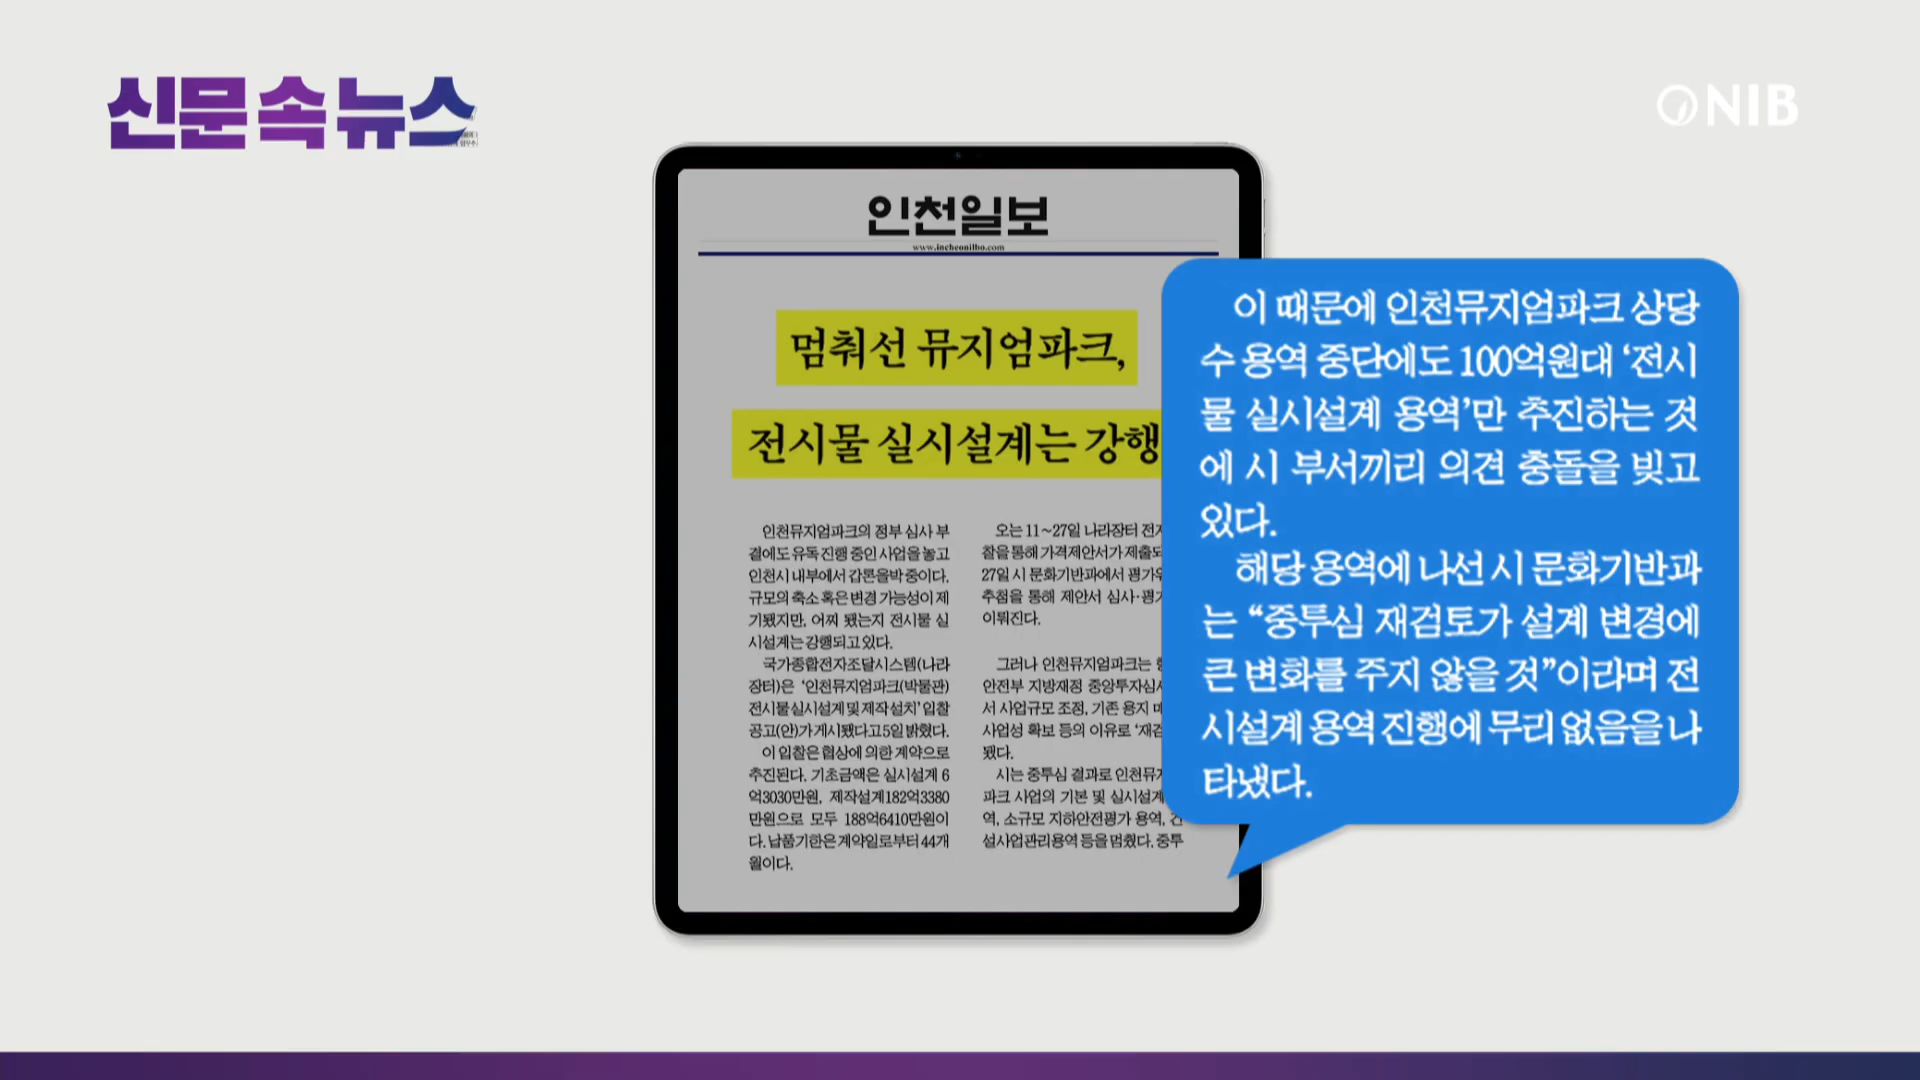 신문 속 뉴스
NIB
인천일보
www.incheonilbo.com
멈춰선 뮤지엄파크,
전시물 실시설계는 강행
인천뮤지엄파크의 정부 심사 부
결에도 유독 진행 중인 사업을 놓고
인천시 내부에서 갑론을박 중이다.
규모의 축소 혹은 변경 가능성이 제
기됐지만, 어찌 됐는지 전시물 실
시설계는 강행되고 있다.
국가종합전자조달시스템(나라
장터)은 ‘인천뮤지엄파크(박물관)
전시물 실시설계 및 제작 설치’ 입찰
공고(안)가 게시됐다고 5일 밝혔다.
이 입찰은 협상에 의한 계약으로
추진된다. 기초금액은 실시설계 6
억3030만원, 제작설계182억3380
만원으로 모두 188억6410만원이
다. 납품기한은 계약일로부터 44개
월이다.
오는 11~27일 나라장터 전자
찰을 통해 가격제안서가 제출되
27일 시 문화기반과에서 평가위
추첨을 통해 제안서 심사·평가
이뤄진다.
그러나 인천뮤지엄파크는
안전부 지방재정 중앙투자심사
서 사업규모 조정, 기존 용지
사업성 확보 등의 이유로 ‘재검
됐다.
시는 중투심 결과로 인천뮤지
파크 사업의 기본 및 실시설계
역, 소규모 지하안전평가 용역, 건
설사업관리용역 등을 멈췄다. 중투
이 때문에 인천뮤지엄파크 상당
수 용역 중단에도 100억원대 ‘전시
물 실시설계 용역’만 추진하는 것
에 시 부서끼리 의견 충돌을 빚고
있다.
해당 용역에 나선 시 문화기반과
는 “중투심 재검토가 설계 변경에
큰 변화를 주지 않을 것”이라며 전
시설계 용역 진행에 무리 없음을 나
타냈다.